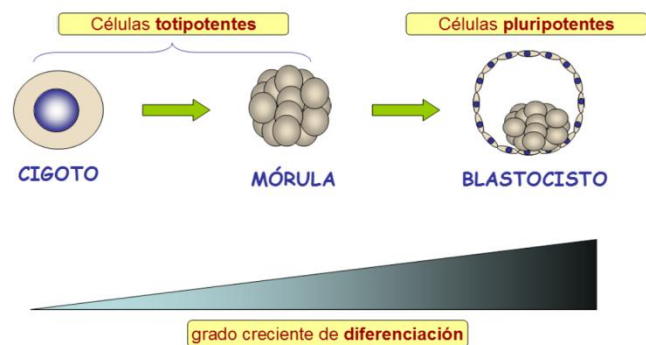 Células totipotentes
Células pluripotentes
CIGOTO
MÓRULA
BLASTOCISTO
grado creciente de diferenciación